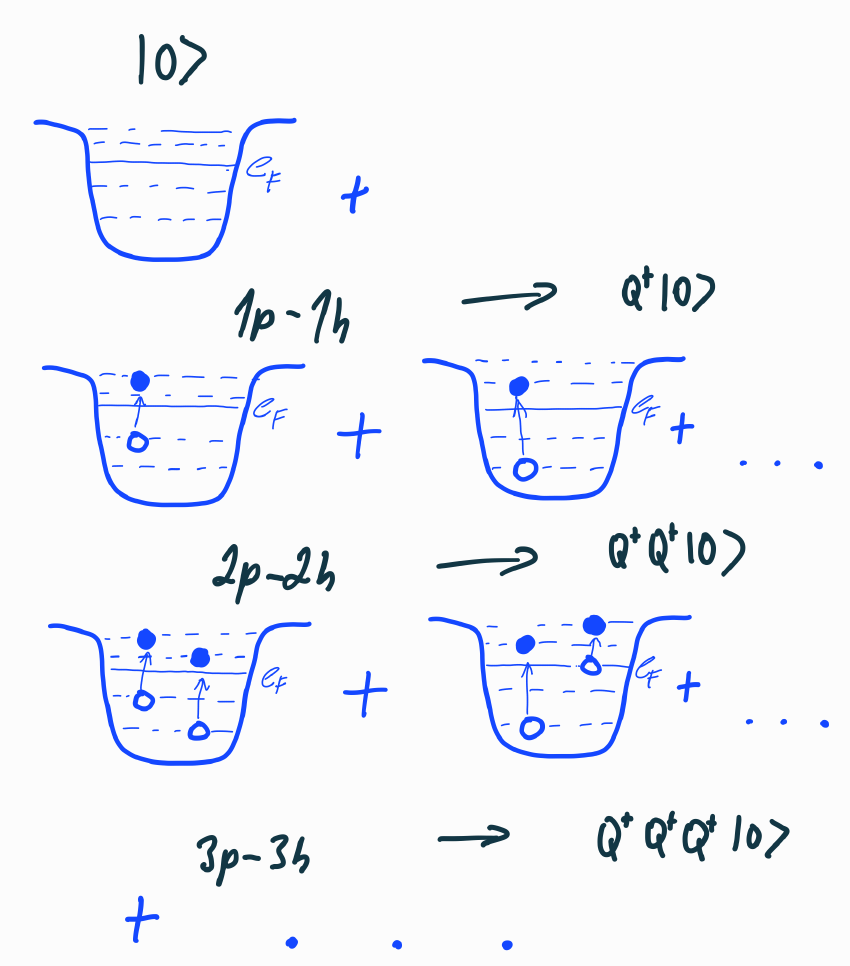 |0>
e_F
+
1p-1h → Q†|0>
e_F + e_F + ...
2p-2h → Q†Q†|0>
e_F + e_F + ...
3p-3h → Q†Q†Q†|0>
+ . . .